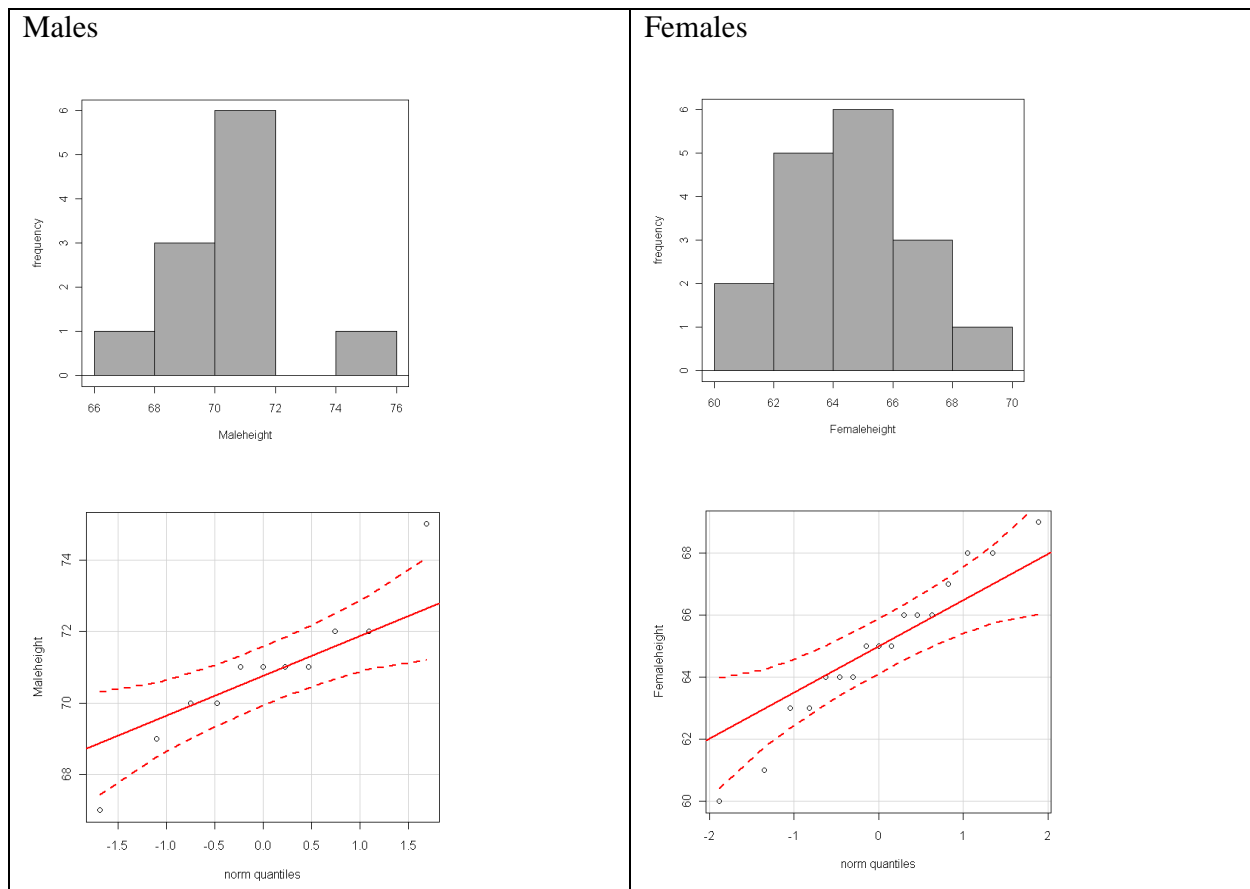 Males
6
5
4
3
2
1
0
frequency
66 68 70 72 74 76
Maleheight
74
72
70
68
Maleheight
-1.5 -1.0 -0.5 0.0 0.5 1.0 1.5
norm quantiles
Females
6
5
4
3
2
1
0
frequency
60 62 64 66 68 70
Femaleheight
68
66
64
62
60
Femaleheight
-2 -1 0 1 2
norm quantiles